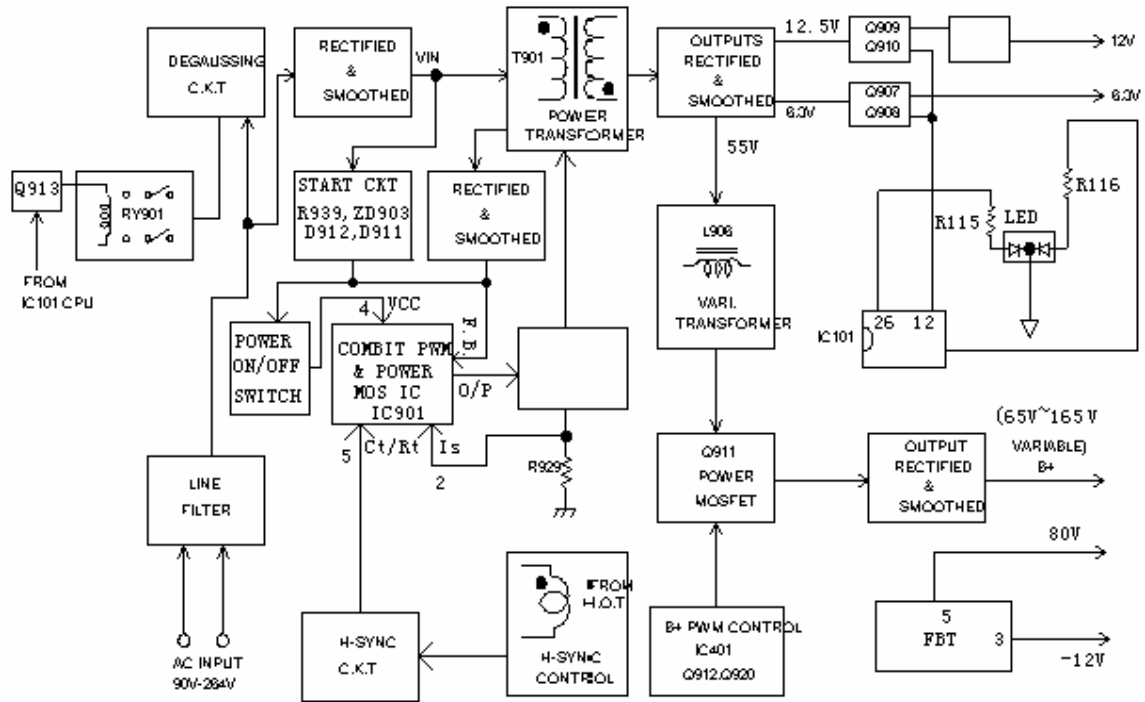 DEGAUSSING
C.K.T
RECTIFIED
&
SMOOTHED
VIN
T901
POWER
TRANSFORMER
OUTPUTS
RECTIFIED
&
SMOOTHED
12.5V
Q909
Q910
12V
6.3V
Q907
Q908
6.3V
55V
Q913
RY901
FROM
IC101 CPU
START CKT
R939, ZD903
D912, D911
RECTIFIED
&
SMOOTHED
L906
VARI.
TRANSFORMER
R115
LED
R116
IC101
26
12
POWER
ON/OFF
SWITCH
4
VCC
F.B.
COMBIT PWM
& POWER
MOS IC
IC901
O/P
5
Ct/Rt
Is
2
R929
LINE
FILTER
AC INPUT
90V-264V
H-SYNC
C.K.T
FROM
H.O.T
H-SYNC
CONTROL
Q911
POWER
MOSFET
OUTPUT
RECTIFIED
&
SMOOTHED
(65V~165V
VARIABLE)
B+
B+ PWM CONTROL
IC401
Q912.Q920
80V
5
FBT
3
-12V